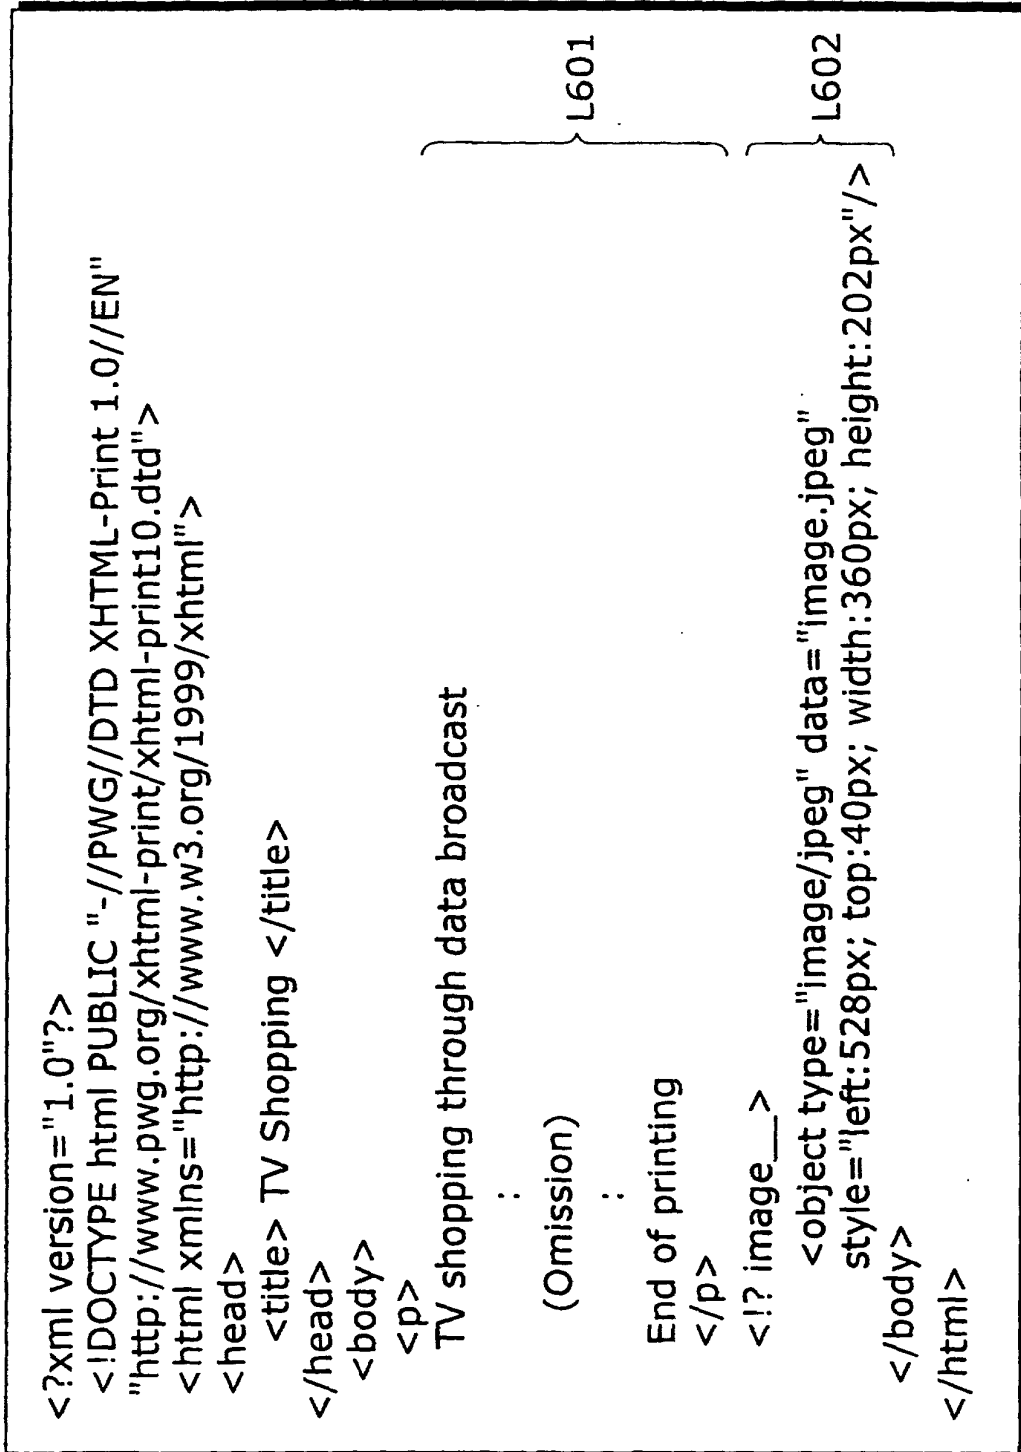 <?xml version="1.0"?>
<!DOCTYPE html PUBLIC "-//PWG//DTD XHTML-Print 1.0//EN"
"http://www.pwg.org/xhtml-print/xhtml-print10.dtd">
<html xmlns="http://www.w3.org/1999/xhtml">
<head>
<title> TV Shopping </title>
</head>
<body>
<p>
TV shopping through data broadcast
:
(Omission)
:
End of printing
</p>
L601
<!? image__>
<object type="image/jpeg" data="image.jpeg"
style="left:528px; top:40px; width:360px; height:202px"/>
L602
</body>
</html>